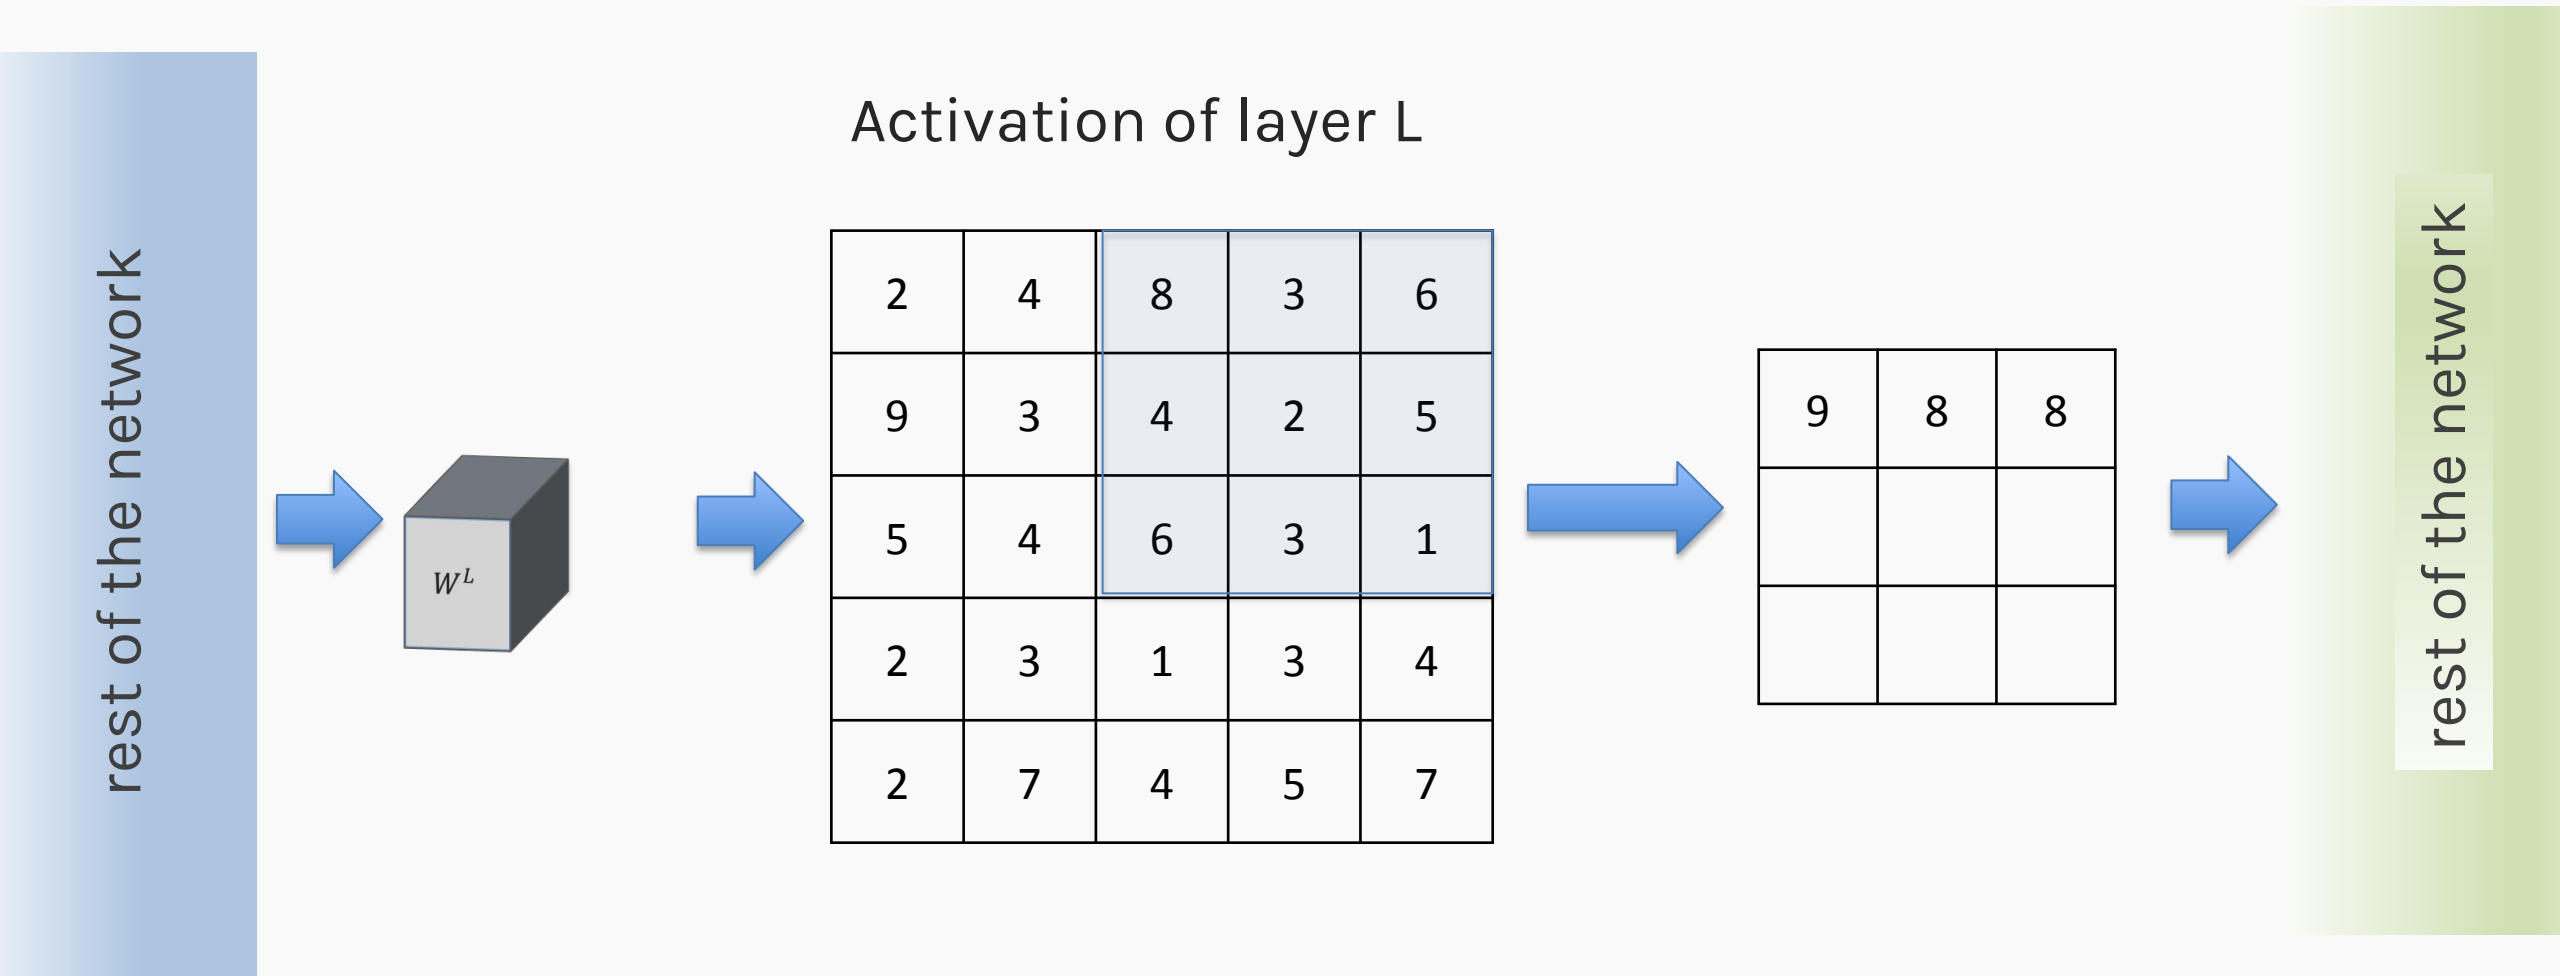 Activation of layer L
rest of the network
W^L
2 4 8 3 6
9 3 4 2 5
5 4 6 3 1
2 3 1 3 4
2 7 4 5 7
9 8 8
rest of the network